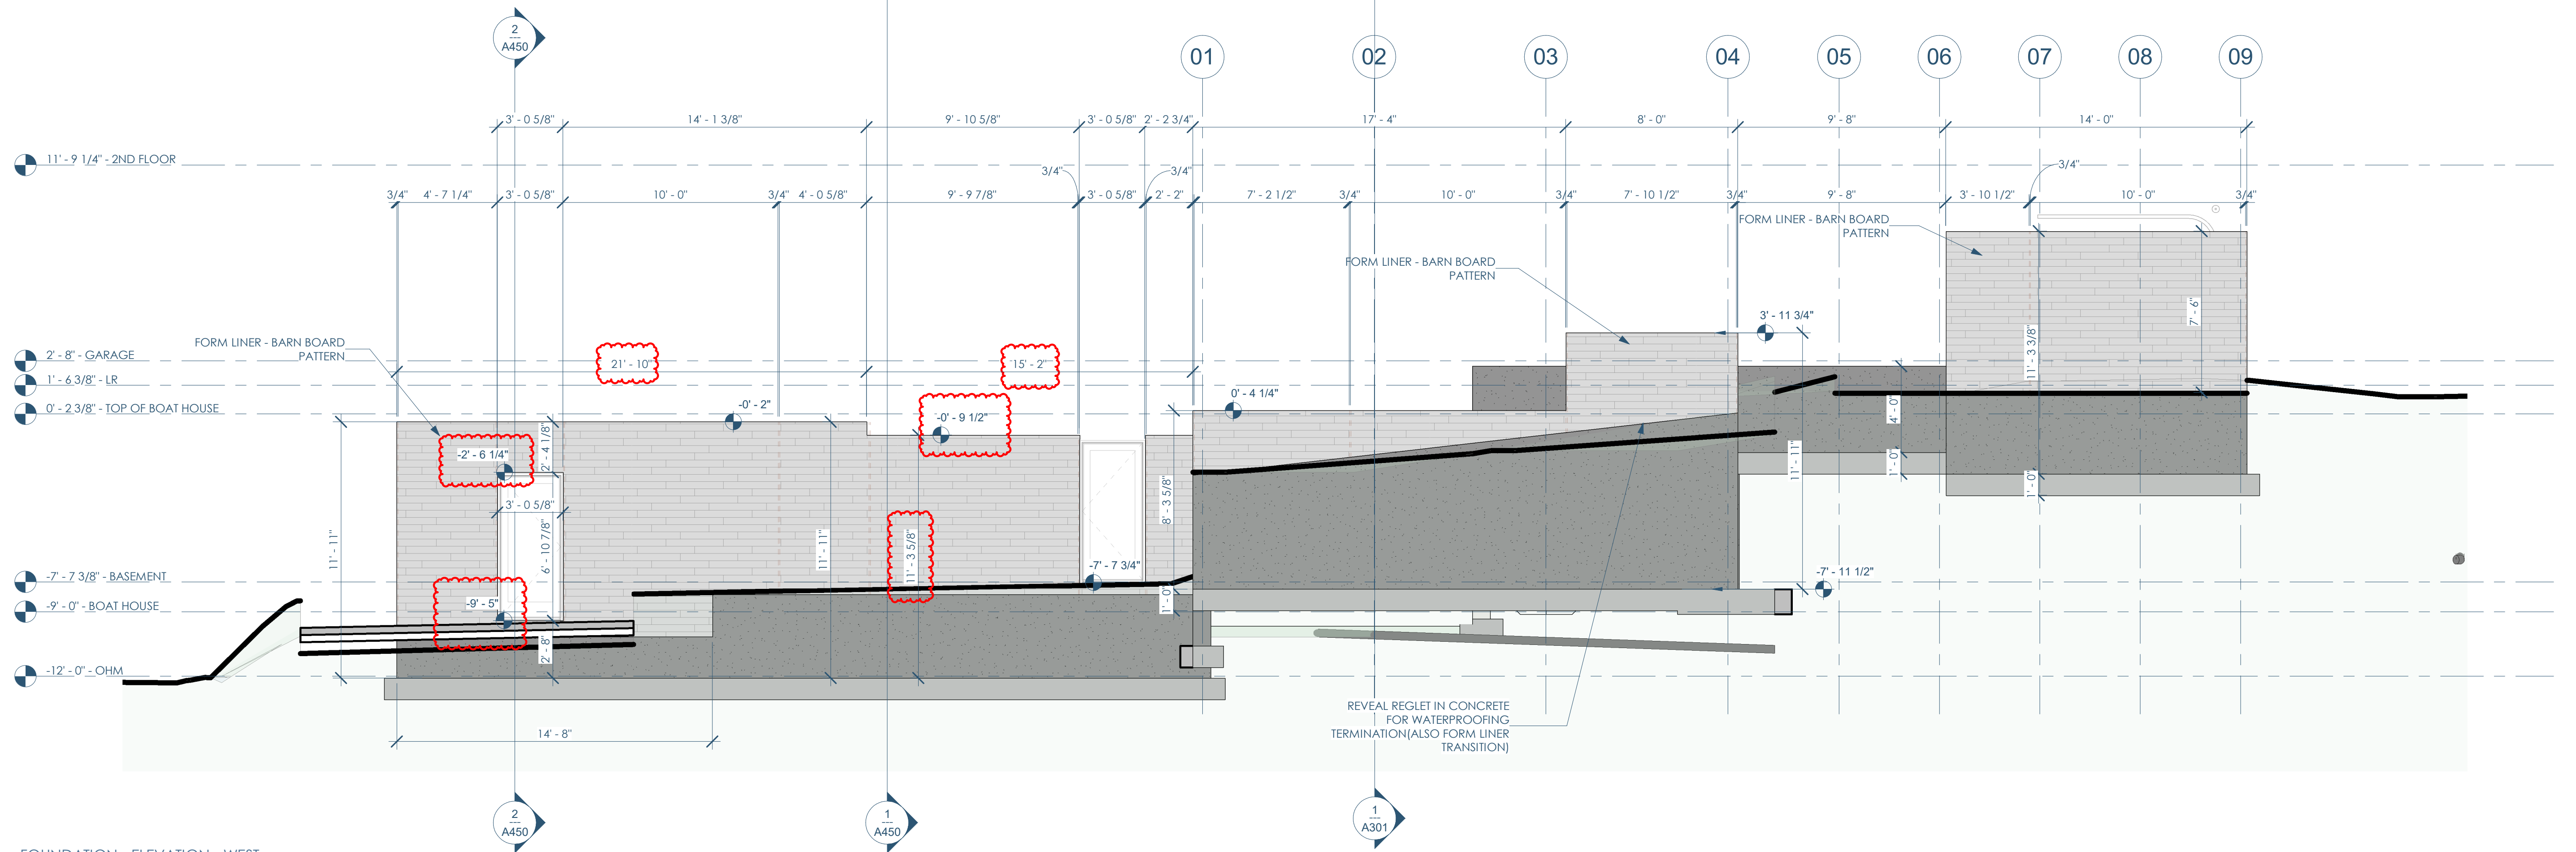 2
---
A450
01
02
03
04
05
06
07
08
09
3' - 0 5/8"
14' - 1 3/8"
9' - 10 5/8"
3' - 0 5/8"
2' - 2 3/4"
17' - 4"
8' - 0"
9' - 8"
14' - 0"
11' - 9 1/4" - 2ND FLOOR
3/4"
3/4"
3/4"
3/4"
4' - 7 1/4"
3' - 0 5/8"
10' - 0"
3/4"
4' - 0 5/8"
9' - 9 7/8"
3' - 0 5/8"
2' - 2"
7' - 2 1/2"
3/4"
10' - 0"
3/4"
7' - 10 1/2"
3/4"
9' - 8"
3' - 10 1/2"
10' - 0"
3/4"
FORM LINER - BARN BOARD
PATTERN
FORM LINER - BARN BOARD
PATTERN
FORM LINER - BARN BOARD
PATTERN
3' - 11 3/4"
7' - 6"
11' - 3 3/8"
2' - 8" - GARAGE
21' - 10"
15' - 2"
1' - 6 3/8" - LR
0' - 2 3/8" - TOP OF BOAT HOUSE
-0' - 2"
-0' - 9 1/2"
0' - 4 1/4"
4' - 0"
-2' - 6 1/4"
2' - 4 1/8"
1' - 0"
11' - 11"
1' - 0"
3' - 0 5/8"
8' - 3 5/8"
11' - 11"
6' - 10 7/8"
11' - 11"
11' - 3 5/8"
-7' - 7 3/4"
-7' - 11 1/2"
-7' - 7 3/8" - BASEMENT
-9' - 5"
1' - 0"
-9' - 0" - BOAT HOUSE
2' - 8"
-12' - 0" - OHM
REVEAL REGLET IN CONCRETE
FOR WATERPROOFING
TERMINATION(ALSO FORM LINER
TRANSITION)
14' - 8"
2
---
A450
1
---
A450
1
---
A301
FOUNDATION - ELEVATION - WEST